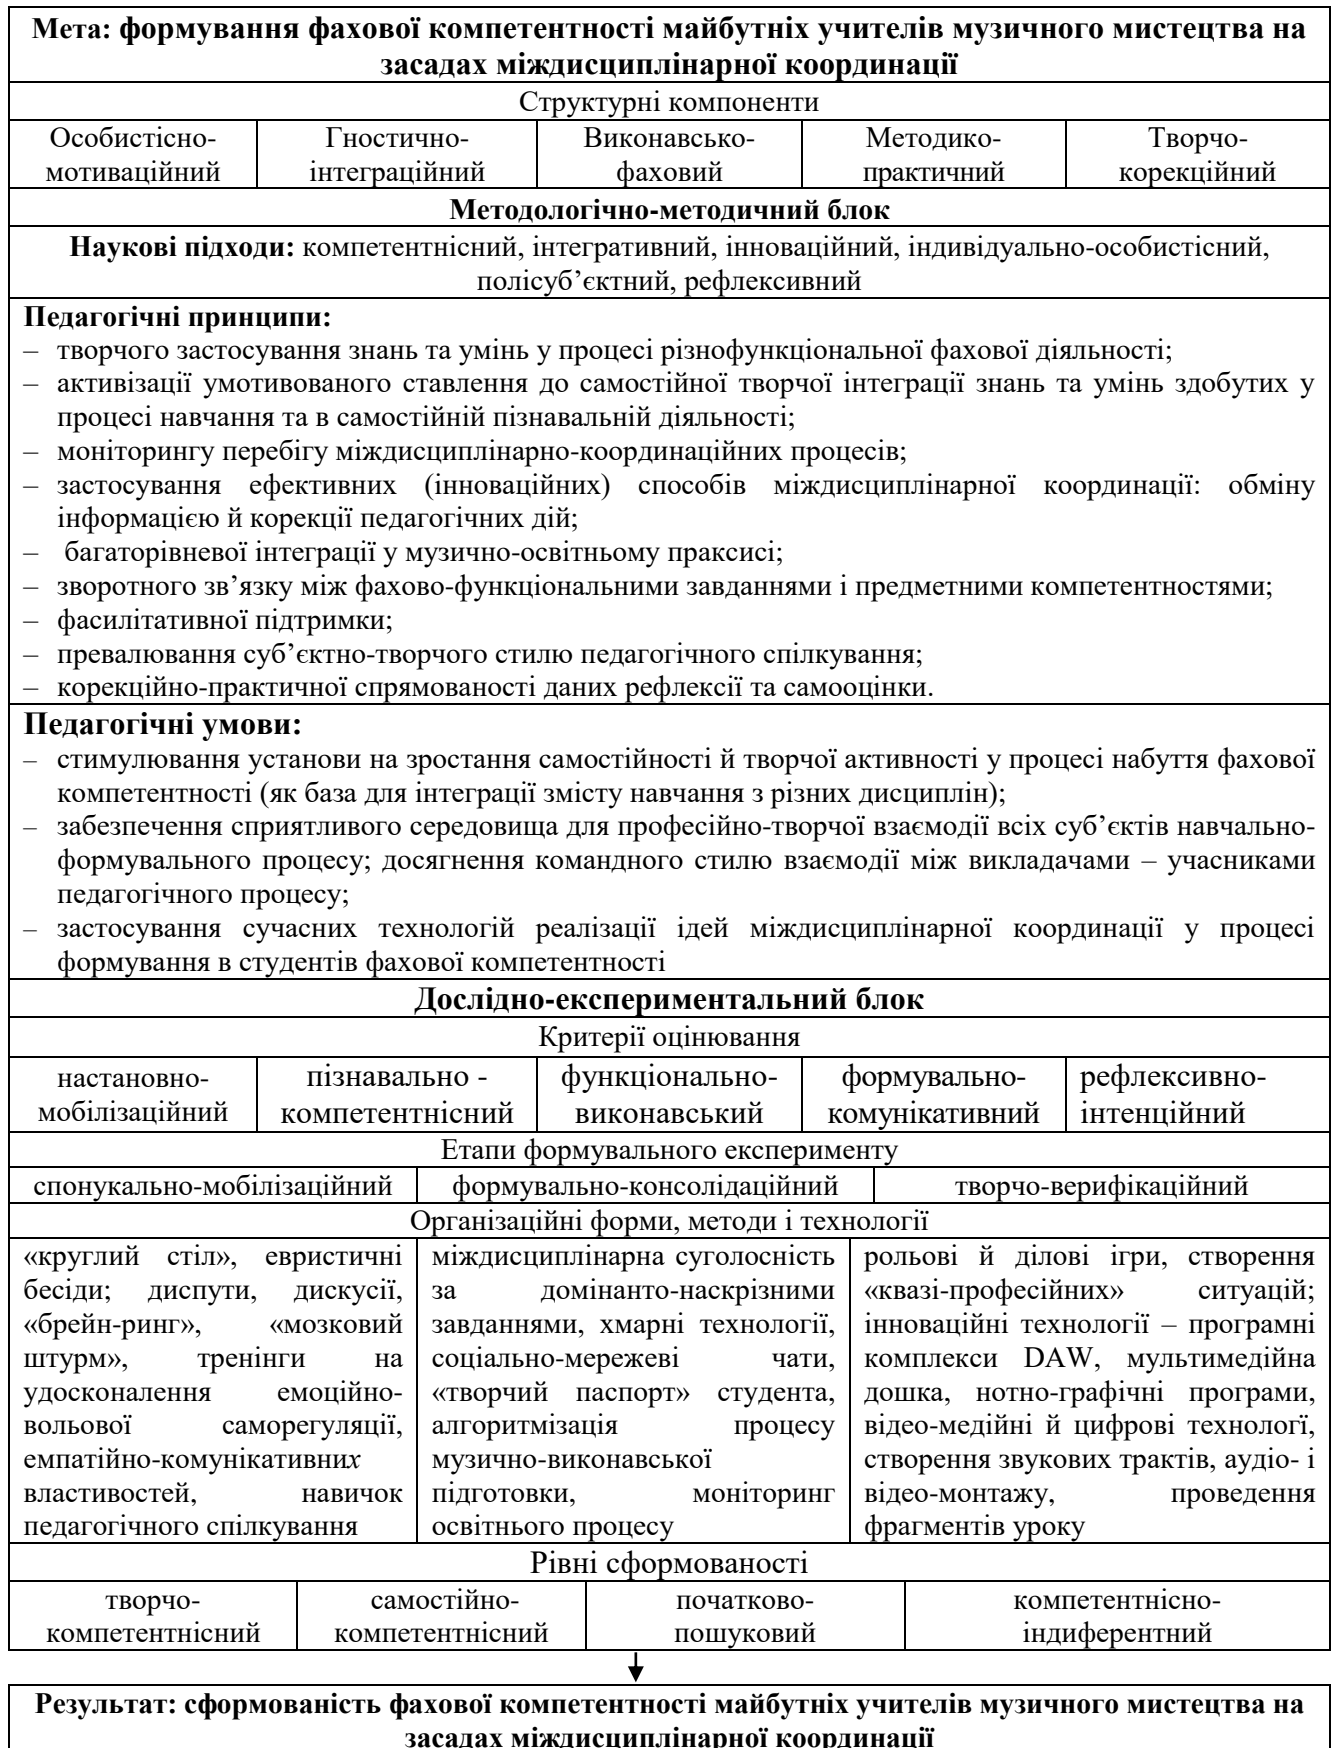 Мета: формування фахової компетентності майбутніх учителів музичного мистецтва на
засадах міждисциплінарної координації
Структурні компоненти
Особистісно-
мотиваційний
Гностично-
інтеграційний
Виконавсько-
фаховий
Методико-
практичний
Творчо-
корекційний
Методологічно-методичний блок
Наукові підходи: компетентнісний, інтегративний, інноваційний, індивідуально-особистісний,
полісуб’єктний, рефлексивний
Педагогічні принципи:
– творчого застосування знань та умінь у процесі різнофункціональної фахової діяльності;
– активізації умотивованого ставлення до самостійної творчої інтеграції знань та умінь здобутих у
процесі навчання та в самостійній пізнавальній діяльності;
– моніторингу перебігу міждисциплінарно-координаційних процесів;
– застосування ефективних (інноваційних) способів міждисциплінарної координації: обміну
інформацією й корекції педагогічних дій;
– багаторівневої інтеграції у музично-освітньому праксисі;
– зворотного зв’язку між фахово-функціональними завданнями і предметними компетентностями;
– фасилітативної підтримки;
– превалювання суб’єктно-творчого стилю педагогічного спілкування;
– корекційно-практичної спрямованості даних рефлексії та самооцінки.
Педагогічні умови:
– стимулювання установи на зростання самостійності й творчої активності у процесі набуття фахової
компетентності (як база для інтеграції змісту навчання з різних дисциплін);
– забезпечення сприятливого середовища для професійно-творчої взаємодії всіх суб’єктів навчально-
формувального процесу; досягнення командного стилю взаємодії між викладачами – учасниками
педагогічного процесу;
– застосування сучасних технологій реалізації ідей міждисциплінарної координації у процесі
формування в студентів фахової компетентності
Дослідно-експериментальний блок
Критерії оцінювання
настановно-
мобілізаційний
пізнавально -
компетентнісний
функціонально-
виконавський
формувально-
комунікативний
рефлексивно-
інтенційний
Етапи формувального експерименту
спонукально-мобілізаційний
формувально-консолідаційний
творчо-верифікаційний
Організаційні форми, методи і технології
«круглий стіл», евристичні
бесіди; диспути, дискусії,
«брейн-ринг», «мозковий
штурм», тренінги на
удосконалення емоційно-
вольової саморегуляції,
емпатійно-комунікативних
властивостей, навичок
педагогічного спілкування
міждисциплінарна суголосність
за домінанто-наскрізними
завданнями, хмарні технології,
соціально-мережеві чати,
«творчий паспорт» студента,
алгоритмізація процесу
музично-виконавської
підготовки, моніторинг
освітнього процесу
рольові й ділові ігри, створення
«квазі-професійних» ситуацій;
інноваційні технології – програмні
комплекси DAW, мультимедійна
дошка, нотно-графічні програми,
відео-медійні й цифрові технології,
створення звукових трактів, аудіо- і
відео-монтажу, проведення
фрагментів уроку
Рівні сформованості
творчо-
компетентнісний
самостійно-
компетентнісний
початково-
пошуковий
компетентнісно-
індиферентний
Результат: сформованість фахової компетентності майбутніх учителів музичного мистецтва на
засадах міждисциплінарної координації